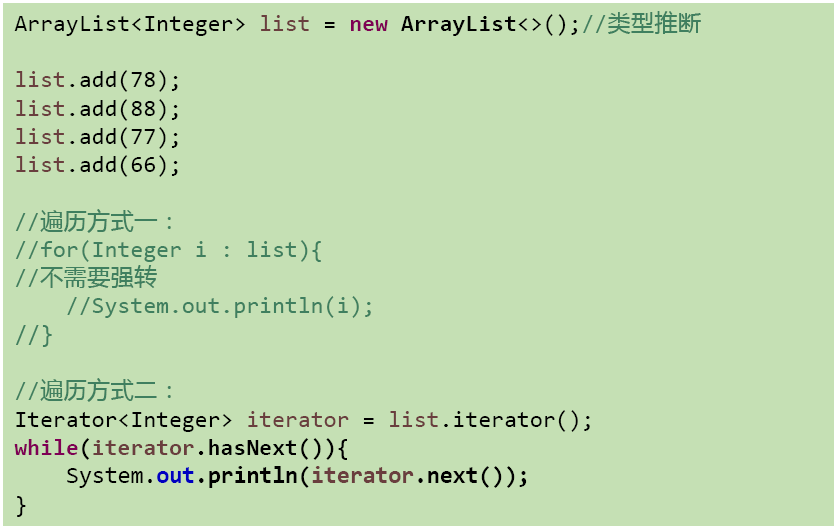 ArrayList<Integer> list = new ArrayList<>();//类型推断
list.add(78);
list.add(88);
list.add(77);
list.add(66);
//遍历方式一：
//for(Integer i : list){
//不需要强转
//System.out.println(i);
//}
//遍历方式二：
Iterator<Integer> iterator = list.iterator();
while(iterator.hasNext()){
System.out.println(iterator.next());
}